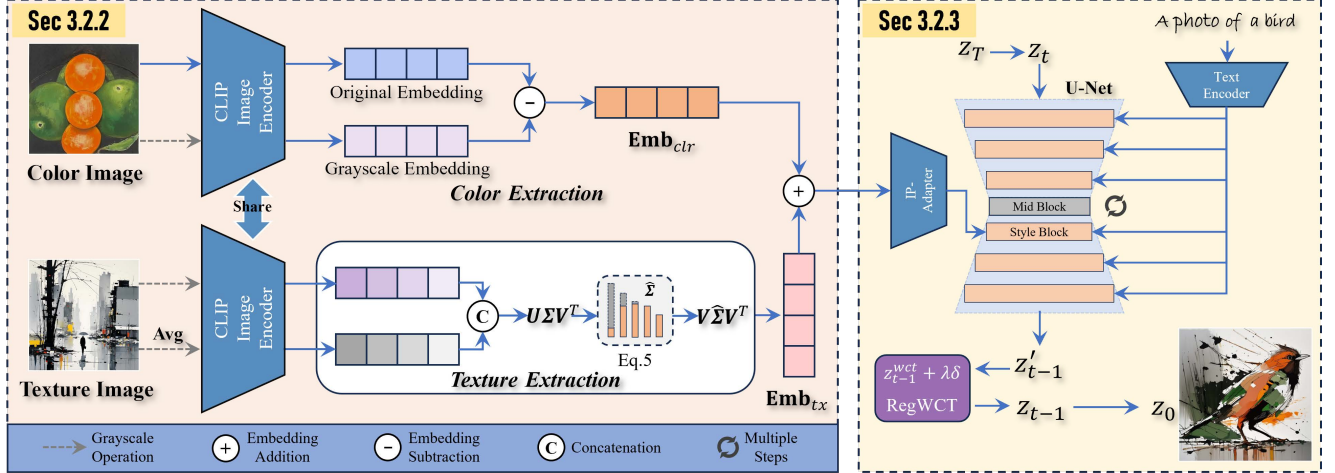 Sec 3.2.2
Color Image
CLIP
Image
Encoder
Original Embedding
Grayscale Embedding
−
Emb_clr
Color Extraction
Share
+
Texture Image
Avg
CLIP
Image
Encoder
C
UΣV^T
Σ̂
Eq.5
VΣ̂V^T
Texture Extraction
Emb_tx
Grayscale
Operation
+
Embedding
Addition
−
Embedding
Subtraction
C
Concatenation
Multiple
Steps
Sec 3.2.3
A photo of a bird
z_T
z_t
Text
Encoder
U-Net
IP-
Adapter
Mid Block
Style Block
z'_{t-1}
z^{wct}_{t-1} + λδ
RegWCT
z_{t-1}
z_0